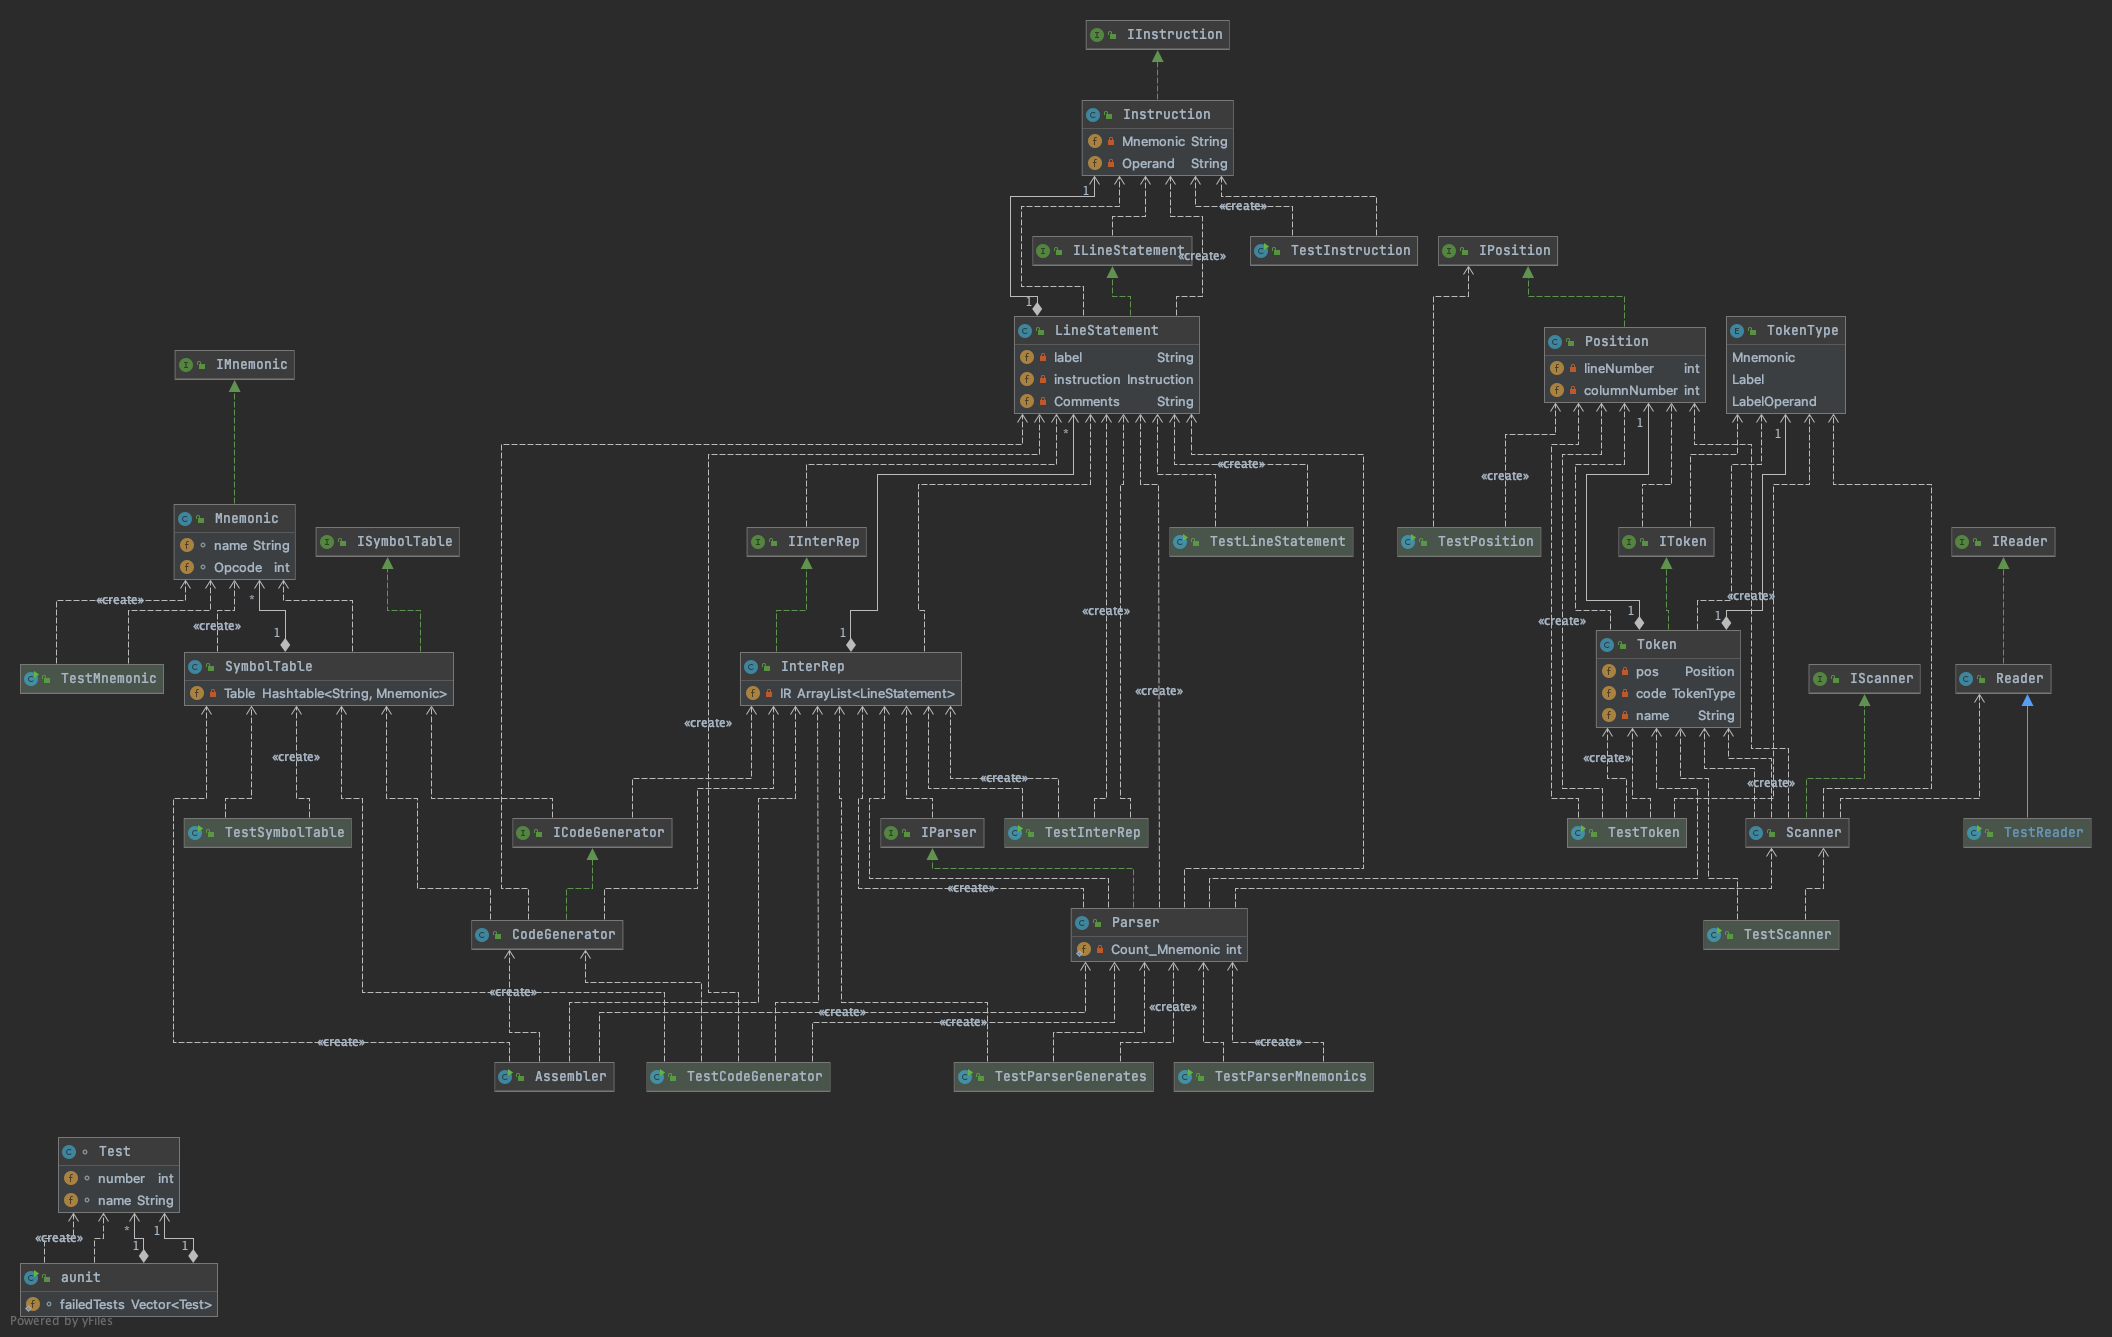 IInstruction
Instruction
Mnemonic String
Operand String
1
«create»
ILineStatement
«create»
TestInstruction
IPosition
1
LineStatement
label String
instruction Instruction
Comments String
Position
lineNumber int
columnNumber int
TokenType
Mnemonic
Label
LabelOperand
IMnemonic
*
1
1
«create»
«create»
Mnemonic
name String
Opcode int
ISymbolTable
IInterRep
TestLineStatement
TestPosition
IToken
IReader
«create»
*
«create»
1
«create»
1
«create»
1
«create»
1
«create»
TestMnemonic
SymbolTable
Table Hashtable<String, Mnemonic>
InterRep
IR ArrayList<LineStatement>
Token
pos Position
code TokenType
name String
IScanner
Reader
«create»
«create»
«create»
«create»
«create»
«create»
TestSymbolTable
ICodeGenerator
IParser
TestInterRep
TestToken
Scanner
TestReader
«create»
CodeGenerator
Parser
Count_Mnemonic int
TestScanner
«create»
«create»
«create»
«create»
«create»
«create»
Assembler
TestCodeGenerator
TestParserGenerates
TestParserMnemonics
Test
number int
name String
«create»
*
1
1
1
aunit
failedTests Vector<Test>
Powered by yFiles